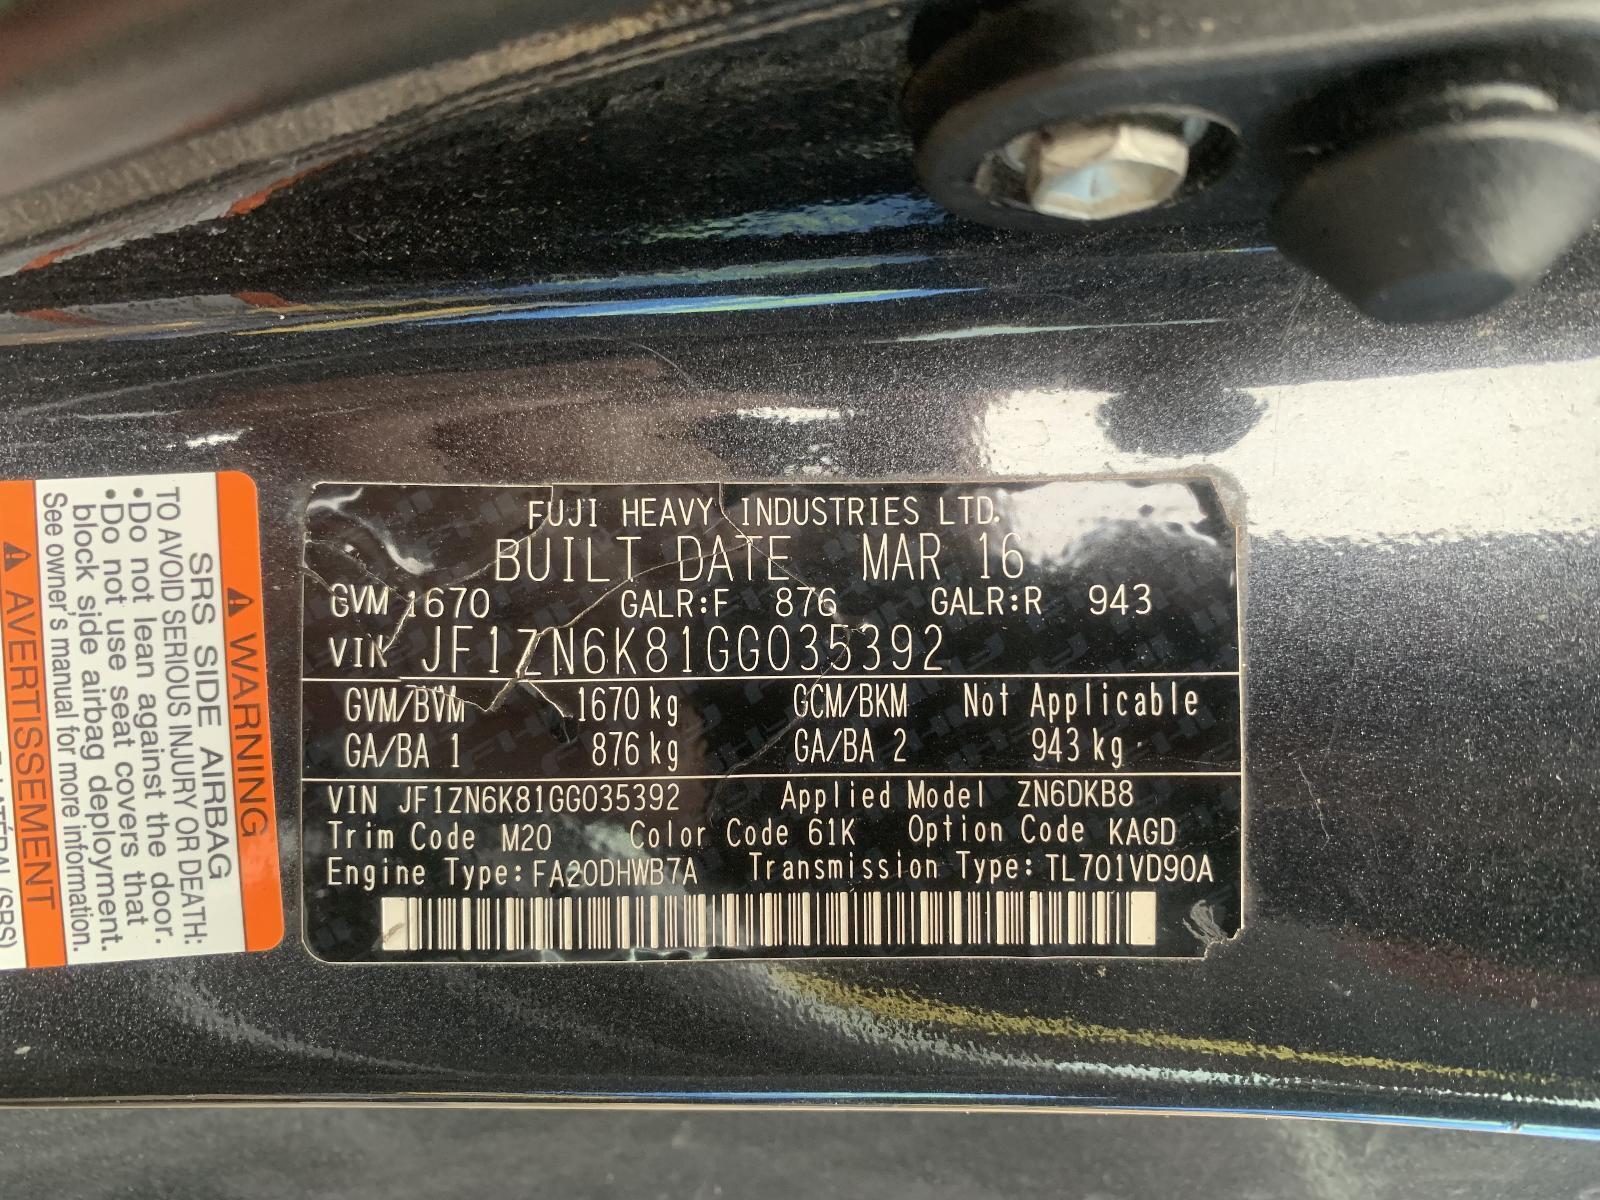 FUJI HEAVY INDUSTRIES LTD.
BUILT DATE MAR 16
GVM 1670 GALR:F 876 GALR:R 943
VIN JF1ZN6K81GG035392
GVM/BVM 1670 kg GCM/BKM Not Applicable
GA/BA 1 876 kg GA/BA 2 943 kg
VIN JF1ZN6K81GG035392 Applied Model ZN6DKB8
Trim Code M20 Color Code 61K Option Code KAGD
Engine Type: FA20DHWB7A Transmission Type: TL701VD90A
WARNING
SRS SIDE AIRBAG
TO AVOID SERIOUS INJURY OR DEATH:
•Do not lean against the door.
•Do not use seat covers that
block side airbag deployment.
See owner's manual for more information.
AVERTISSEMENT
(SRS)